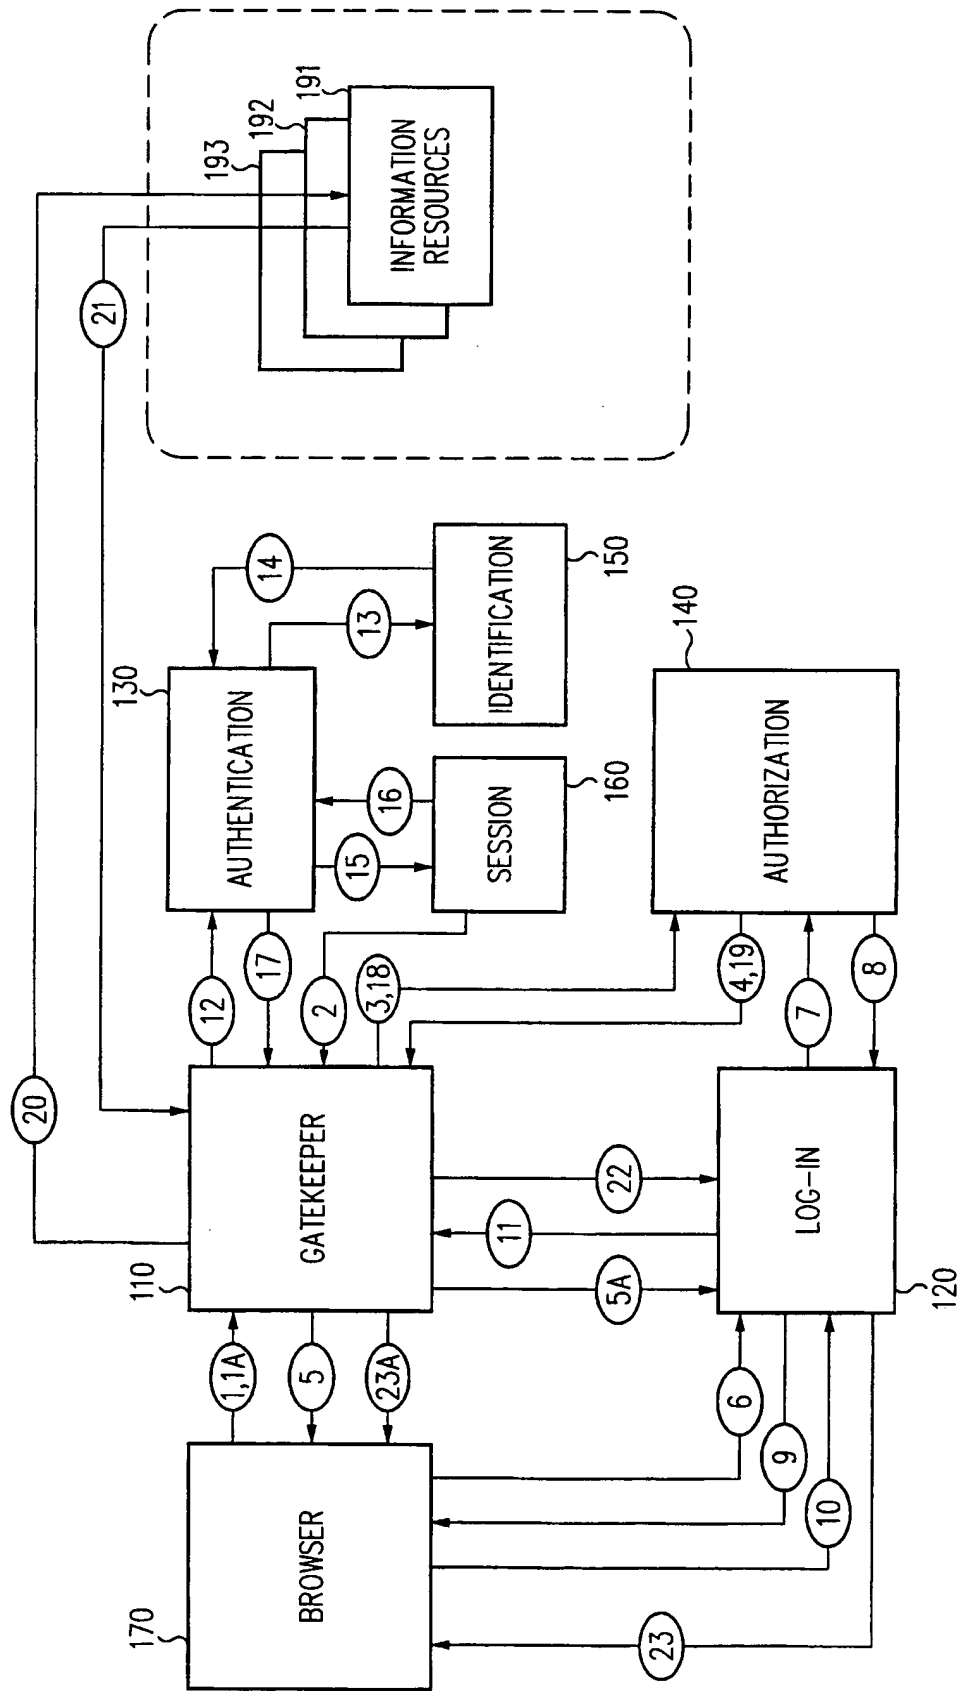 193
192
191
INFORMATION
RESOURCES
21
20
130
AUTHENTICATION
14
13
IDENTIFICATION
150
12
17
15
16
SESSION
160
140
AUTHORIZATION
2
3,18
4,19
7
8
110
GATEKEEPER
22
11
5A
LOG-IN
120
1,1A
5
23A
6
9
10
170
BROWSER
23